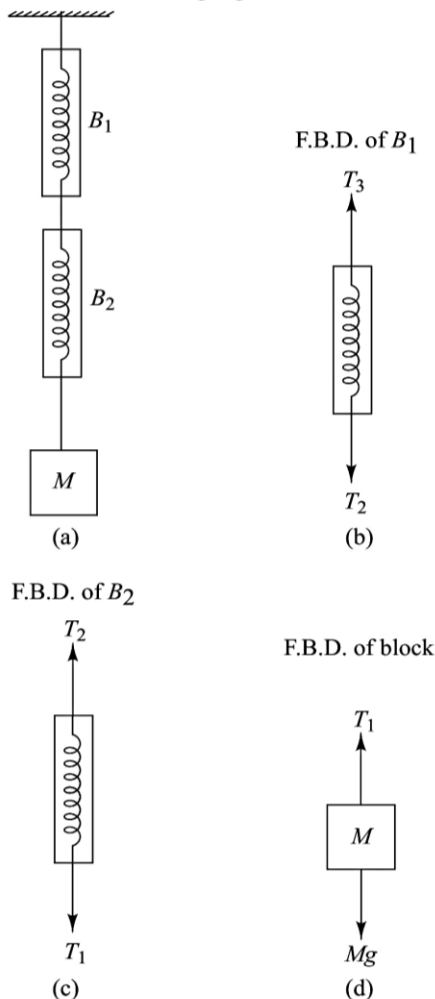 B1
B2
M
(a)
F.B.D. of B1
T3
T2
(b)
F.B.D. of B2
T2
T1
(c)
F.B.D. of block
T1
M
Mg
(d)